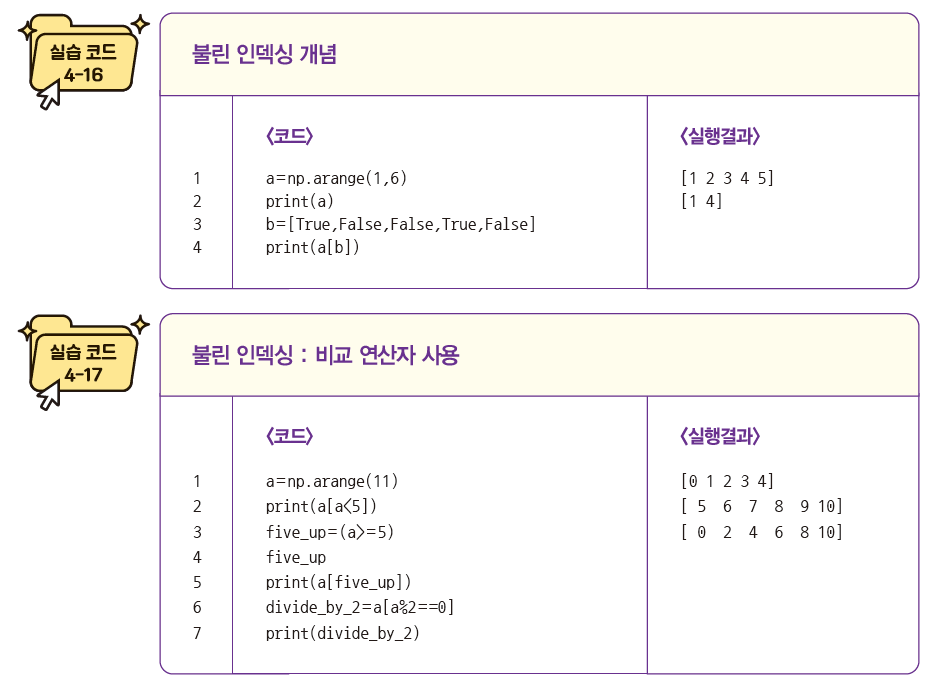 실습 코드
4-16
불린 인덱싱 개념
〈코드〉
〈실행결과〉
1 a=np.arange(1,6) [1 2 3 4 5]
2 print(a) [1 4]
3 b=[True,False,False,True,False]
4 print(a[b])
실습 코드
4-17
불린 인덱싱 : 비교 연산자 사용
〈코드〉
〈실행결과〉
1 a=np.arange(11) [0 1 2 3 4]
2 print(a[a<5]) [ 5 6 7 8 9 10]
3 five_up=(a>=5) [ 0 2 4 6 8 10]
4 five_up
5 print(a[five_up])
6 divide_by_2=a[a%2==0]
7 print(divide_by_2)